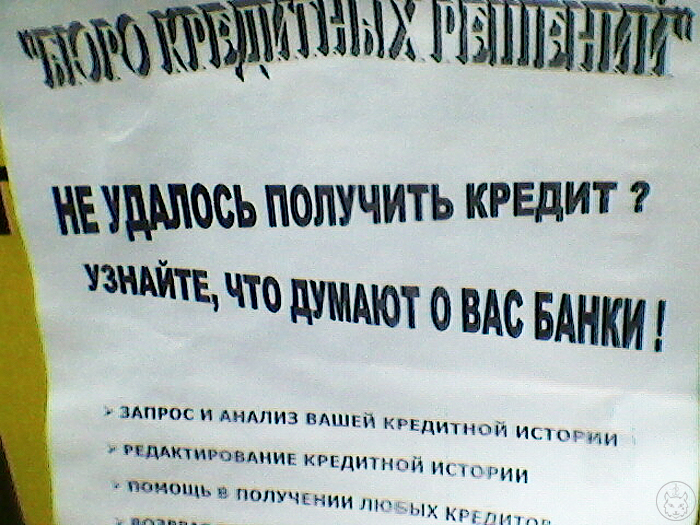 "БЮРО КРЕДИТНЫХ РЕШЕНИЙ"
НЕ УДАЛОСЬ ПОЛУЧИТЬ КРЕДИТ ?
УЗНАЙТЕ, ЧТО ДУМАЮТ О ВАС БАНКИ !
➢ ЗАПРОС И АНАЛИЗ ВАШЕЙ КРЕДИТНОЙ ИСТОРИИ
➢ РЕДАКТИРОВАНИЕ КРЕДИТНОЙ ИСТОРИИ
➢ ПОМОЩЬ В ПОЛУЧЕНИИ ЛЮБЫХ КРЕДИТОВ